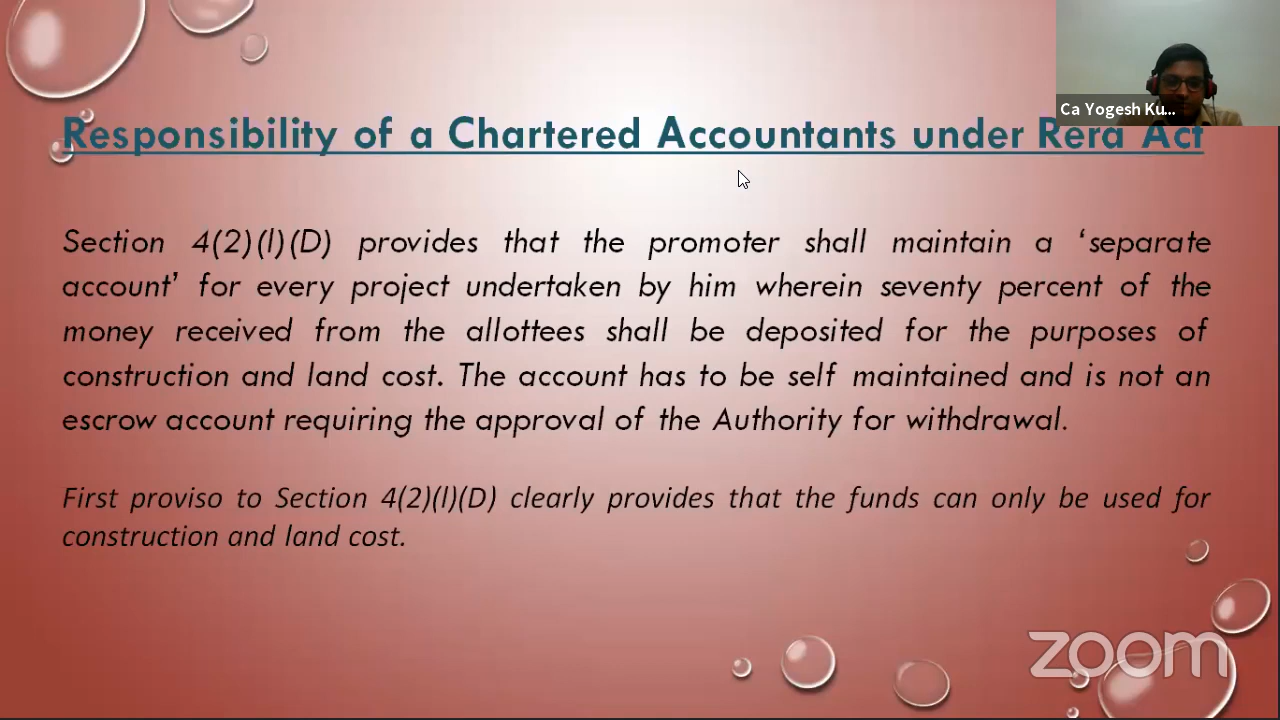 Ca Yogesh Ku...
Responsibility of a Chartered Accountants under Rera Act
Section 4(2)(l)(D) provides that the promoter shall maintain a ‘separate
account’ for every project undertaken by him wherein seventy percent of the
money received from the allottees shall be deposited for the purposes of
construction and land cost. The account has to be self maintained and is not an
escrow account requiring the approval of the Authority for withdrawal.
First proviso to Section 4(2)(l)(D) clearly provides that the funds can only be used for
construction and land cost.
zoom